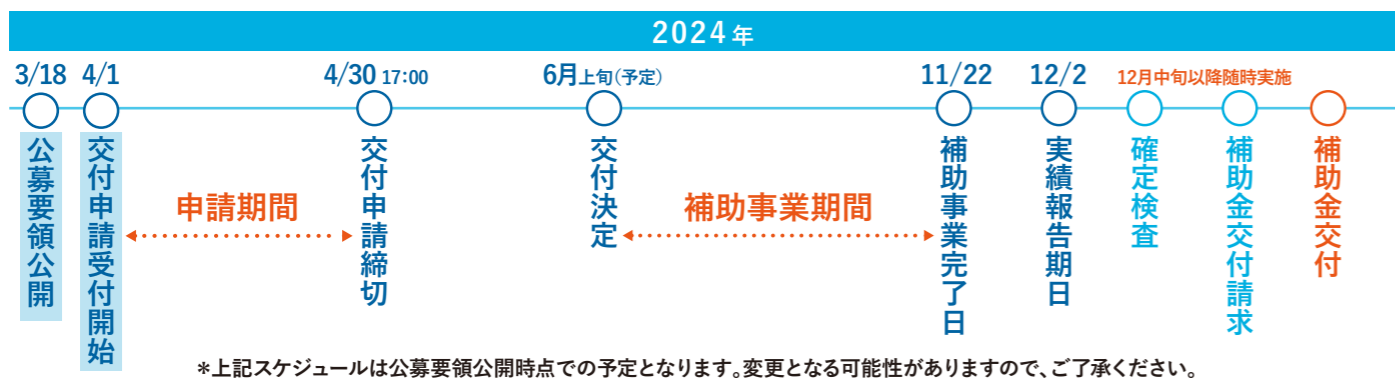 2024年
3/18
4/1
4/30 17:00
6月上旬(予定)
11/22
12/2
12月中旬以降随時実施
公募要領公開
交付申請受付開始
申請期間
交付申請締切
交付決定
補助事業期間
補助事業完了日
実績報告期日
確定検査
補助金交付請求
補助金交付
*上記スケジュールは公募要領公開時点での予定となります。変更となる可能性がありますので、ご了承ください。